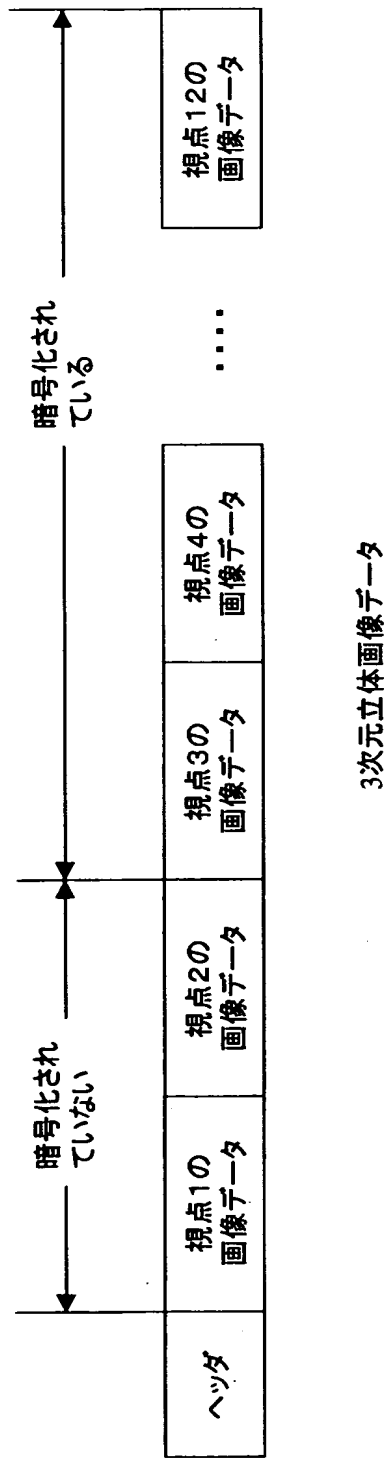 暗号化され
ていない
暗号化され
ている
ヘッダ
視点1の
画像データ
視点2の
画像データ
視点3の
画像データ
視点4の
画像データ
‥‥
視点12の
画像データ
3次元立体画像データ